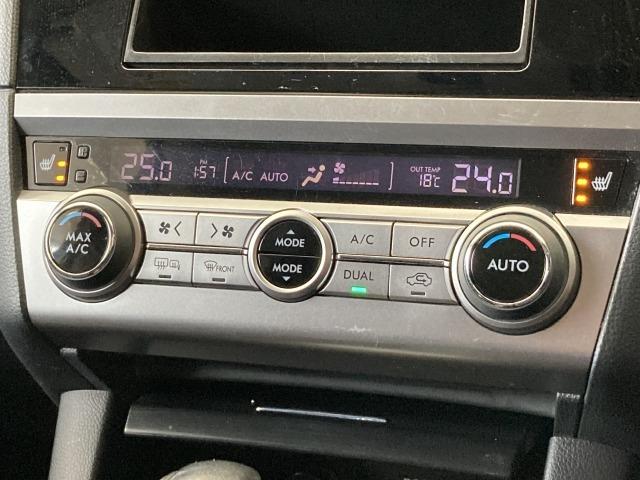 25.0 PM 1:57 A/C AUTO OUT TEMP 18°C 24.0
MAX A/C
MODE
A/C
OFF
MODE
FRONT
DUAL
AUTO